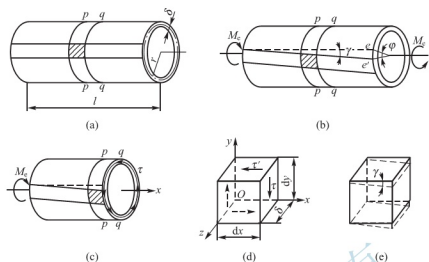 p q δ
r
p q
l
(a)
p q
Me γ e φ Me
e'
p q
(b)
p q
Me τ
x
p q
(c)
y
τ'
τ dy
O x
z δ
dx
(d)
γ
(e)